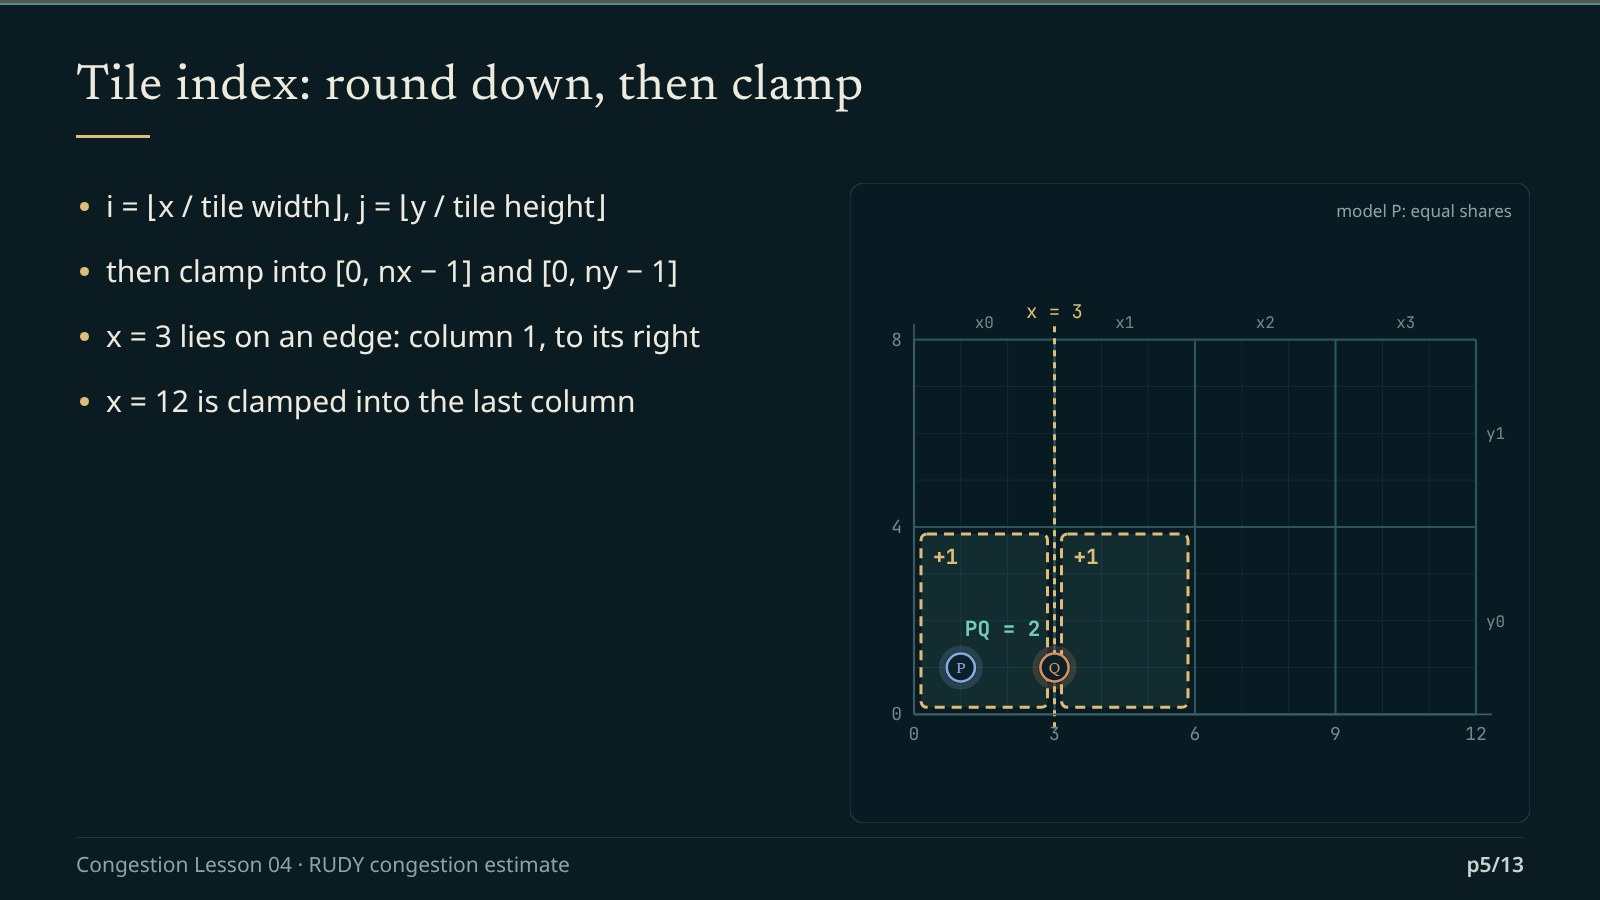 Tile index: round down, then clamp
• i = ⌊x / tile width⌋, j = ⌊y / tile height⌋
• then clamp into [0, nx − 1] and [0, ny − 1]
• x = 3 lies on an edge: column 1, to its right
• x = 12 is clamped into the last column
model P: equal shares
x = 3
x0 x1 x2 x3
8
y1
4
+1 +1
PQ = 2
y0
P Q
0
0 3 6 9 12
Congestion Lesson 04 · RUDY congestion estimate
p5/13